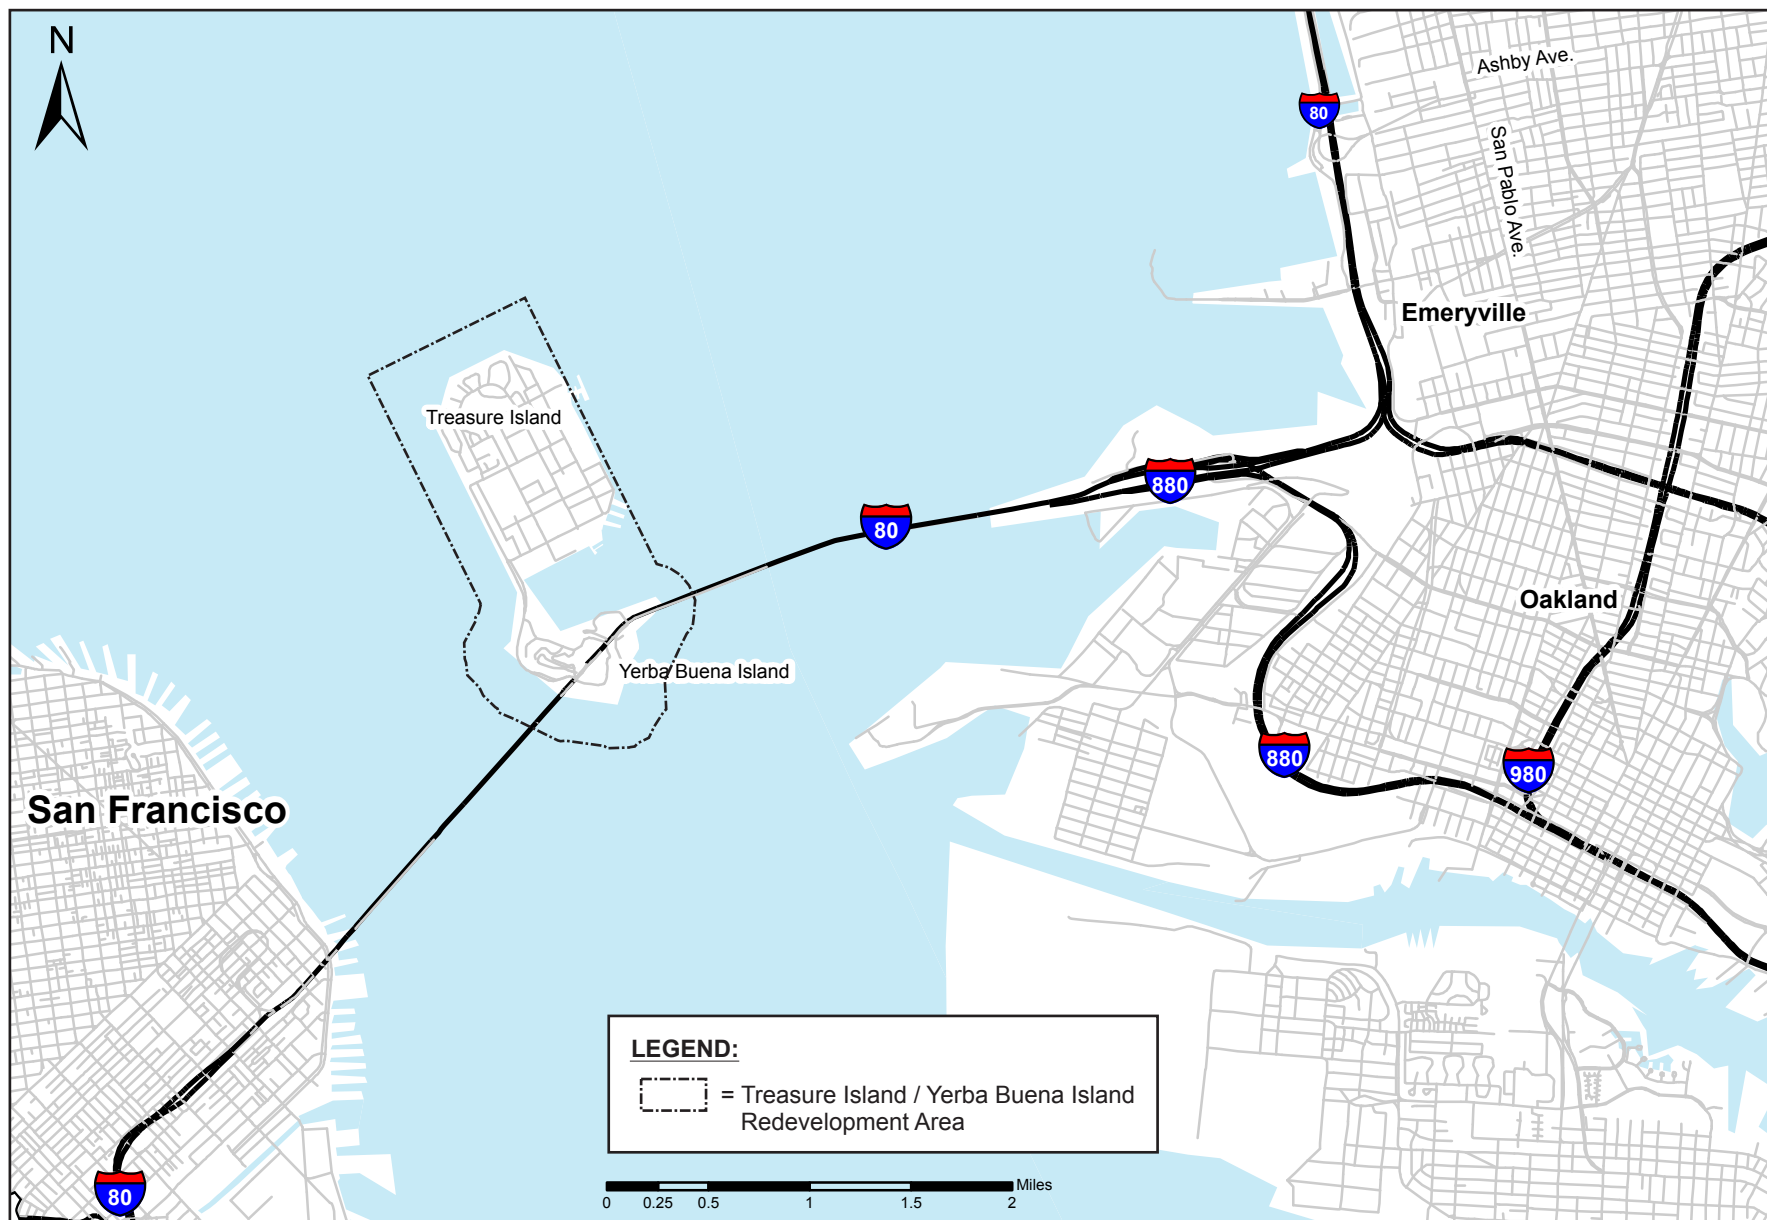 N
Ashby Ave.
80
San Pablo Ave.
Emeryville
Treasure Island
880
80
Oakland
Yerba Buena Island
880
980
San Francisco
LEGEND:
= Treasure Island / Yerba Buena Island
Redevelopment Area
80
Miles
0 0.25 0.5 1 1.5 2